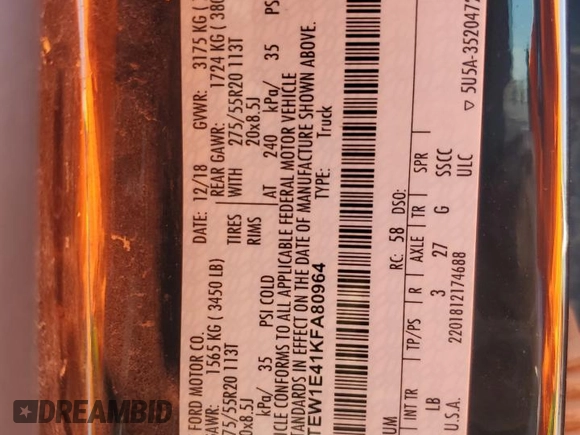 FORD MOTOR CO. DATE: 12/18 GVWR: 3175 KG
GAWR: 1565 KG ( 3450 LB) REAR GAWR: 1724 KG ( 380
75/55R20 113T TIRES WITH 275/55R20 113T
20x8.5J RIMS 20x8.5J
kPa/ 35 PSI COLD AT 240 kPa/ 35 PS
ICLE CONFORMS TO ALL APPLICABLE FEDERAL MOTOR VEHICLE
TANDARDS IN EFFECT ON THE DATE OF MANUFACTURE SHOWN ABOVE.
TEW1E41KFA80964 TYPE: Truck
UM RC: 58 DSO:
INT TR TP/PS R AXLE TR SPR
LB 3 27 G SSCC
U.S.A. 2201812174688 ULC
▽ 5U5A-3520472
DREAMBID